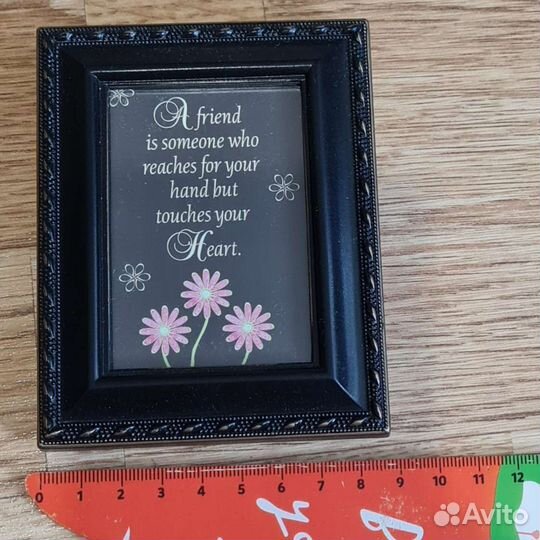 A friend
is someone who
reaches for your
hand but
touches your
Heart.
0 1 2 3 4 5 6 7 8 9 10 11 12
Avito